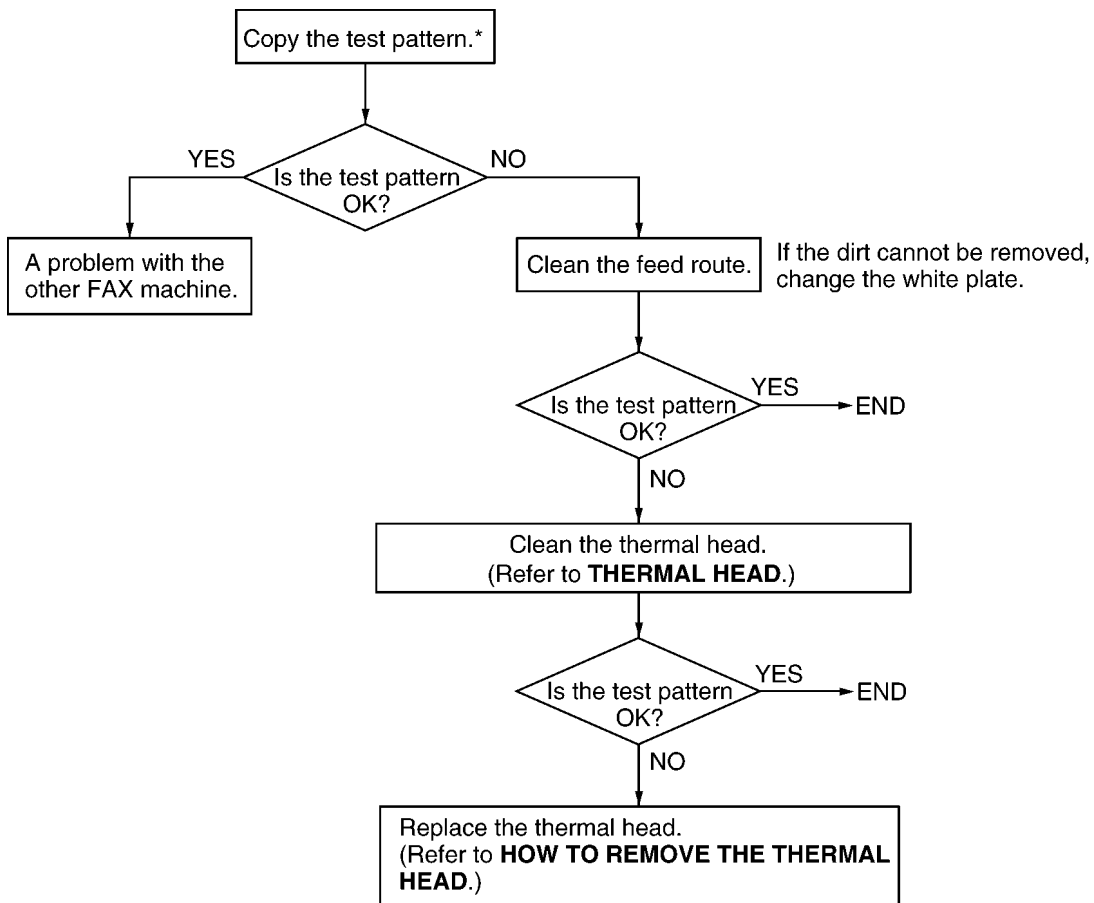 Copy the test pattern.*
YES
NO
Is the test pattern
OK?
A problem with the
other FAX machine.
Clean the feed route.
If the dirt cannot be removed,
change the white plate.
Is the test pattern
OK?
YES
END
NO
Clean the thermal head.
(Refer to THERMAL HEAD.)
Is the test pattern
OK?
YES
END
NO
Replace the thermal head.
(Refer to HOW TO REMOVE THE THERMAL
HEAD.)